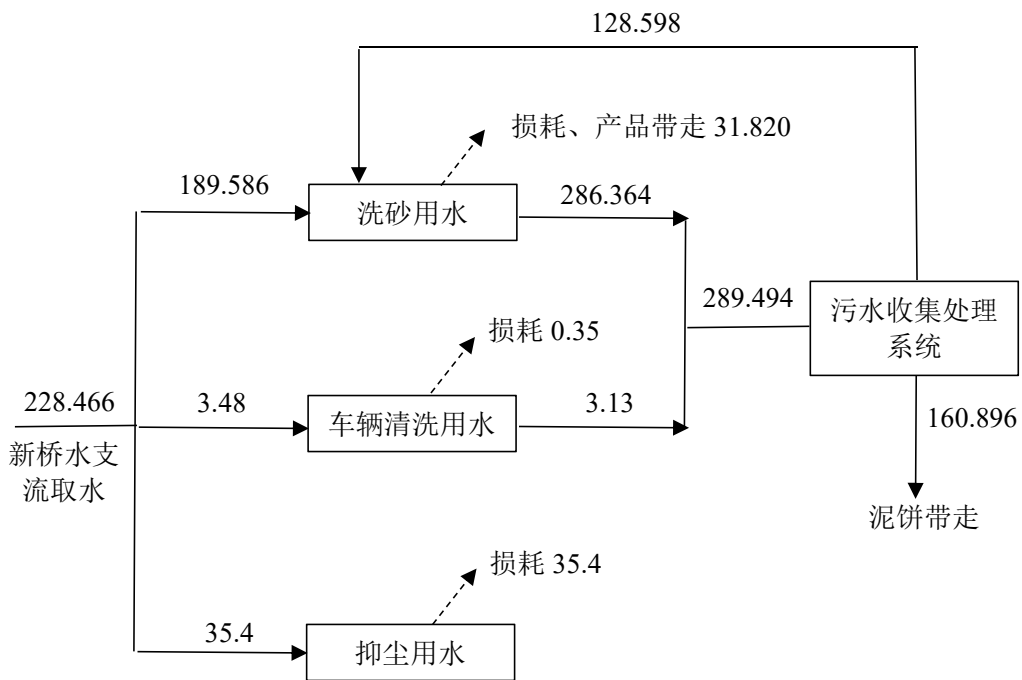 128.598
损耗、产品带走 31.820
189.586
洗砂用水
286.364
289.494
污水收集处理
系统
损耗 0.35
228.466
3.48
车辆清洗用水
3.13
160.896
新桥水支
流取水
泥饼带走
损耗 35.4
35.4
抑尘用水